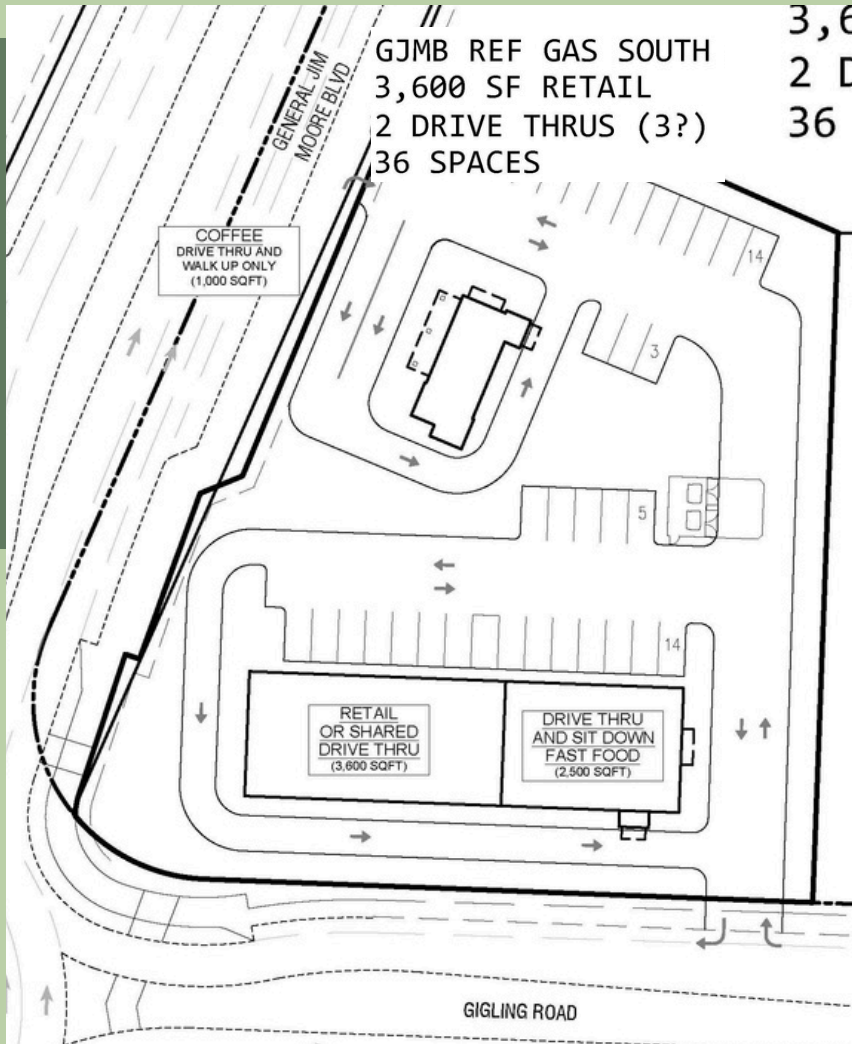 GJMB REF GAS SOUTH
3,600 SF RETAIL
2 DRIVE THRUS (3?)
36 SPACES
3,6
2 D
36
GENERAL JIM
MOORE BLVD
COFFEE
DRIVE THRU AND
WALK UP ONLY
(1,000 SQFT)
14
3
5
14
RETAIL
OR SHARED
DRIVE THRU
(3,600 SQFT)
DRIVE THRU
AND SIT DOWN
FAST FOOD
(2,500 SQFT)
GIGLING ROAD